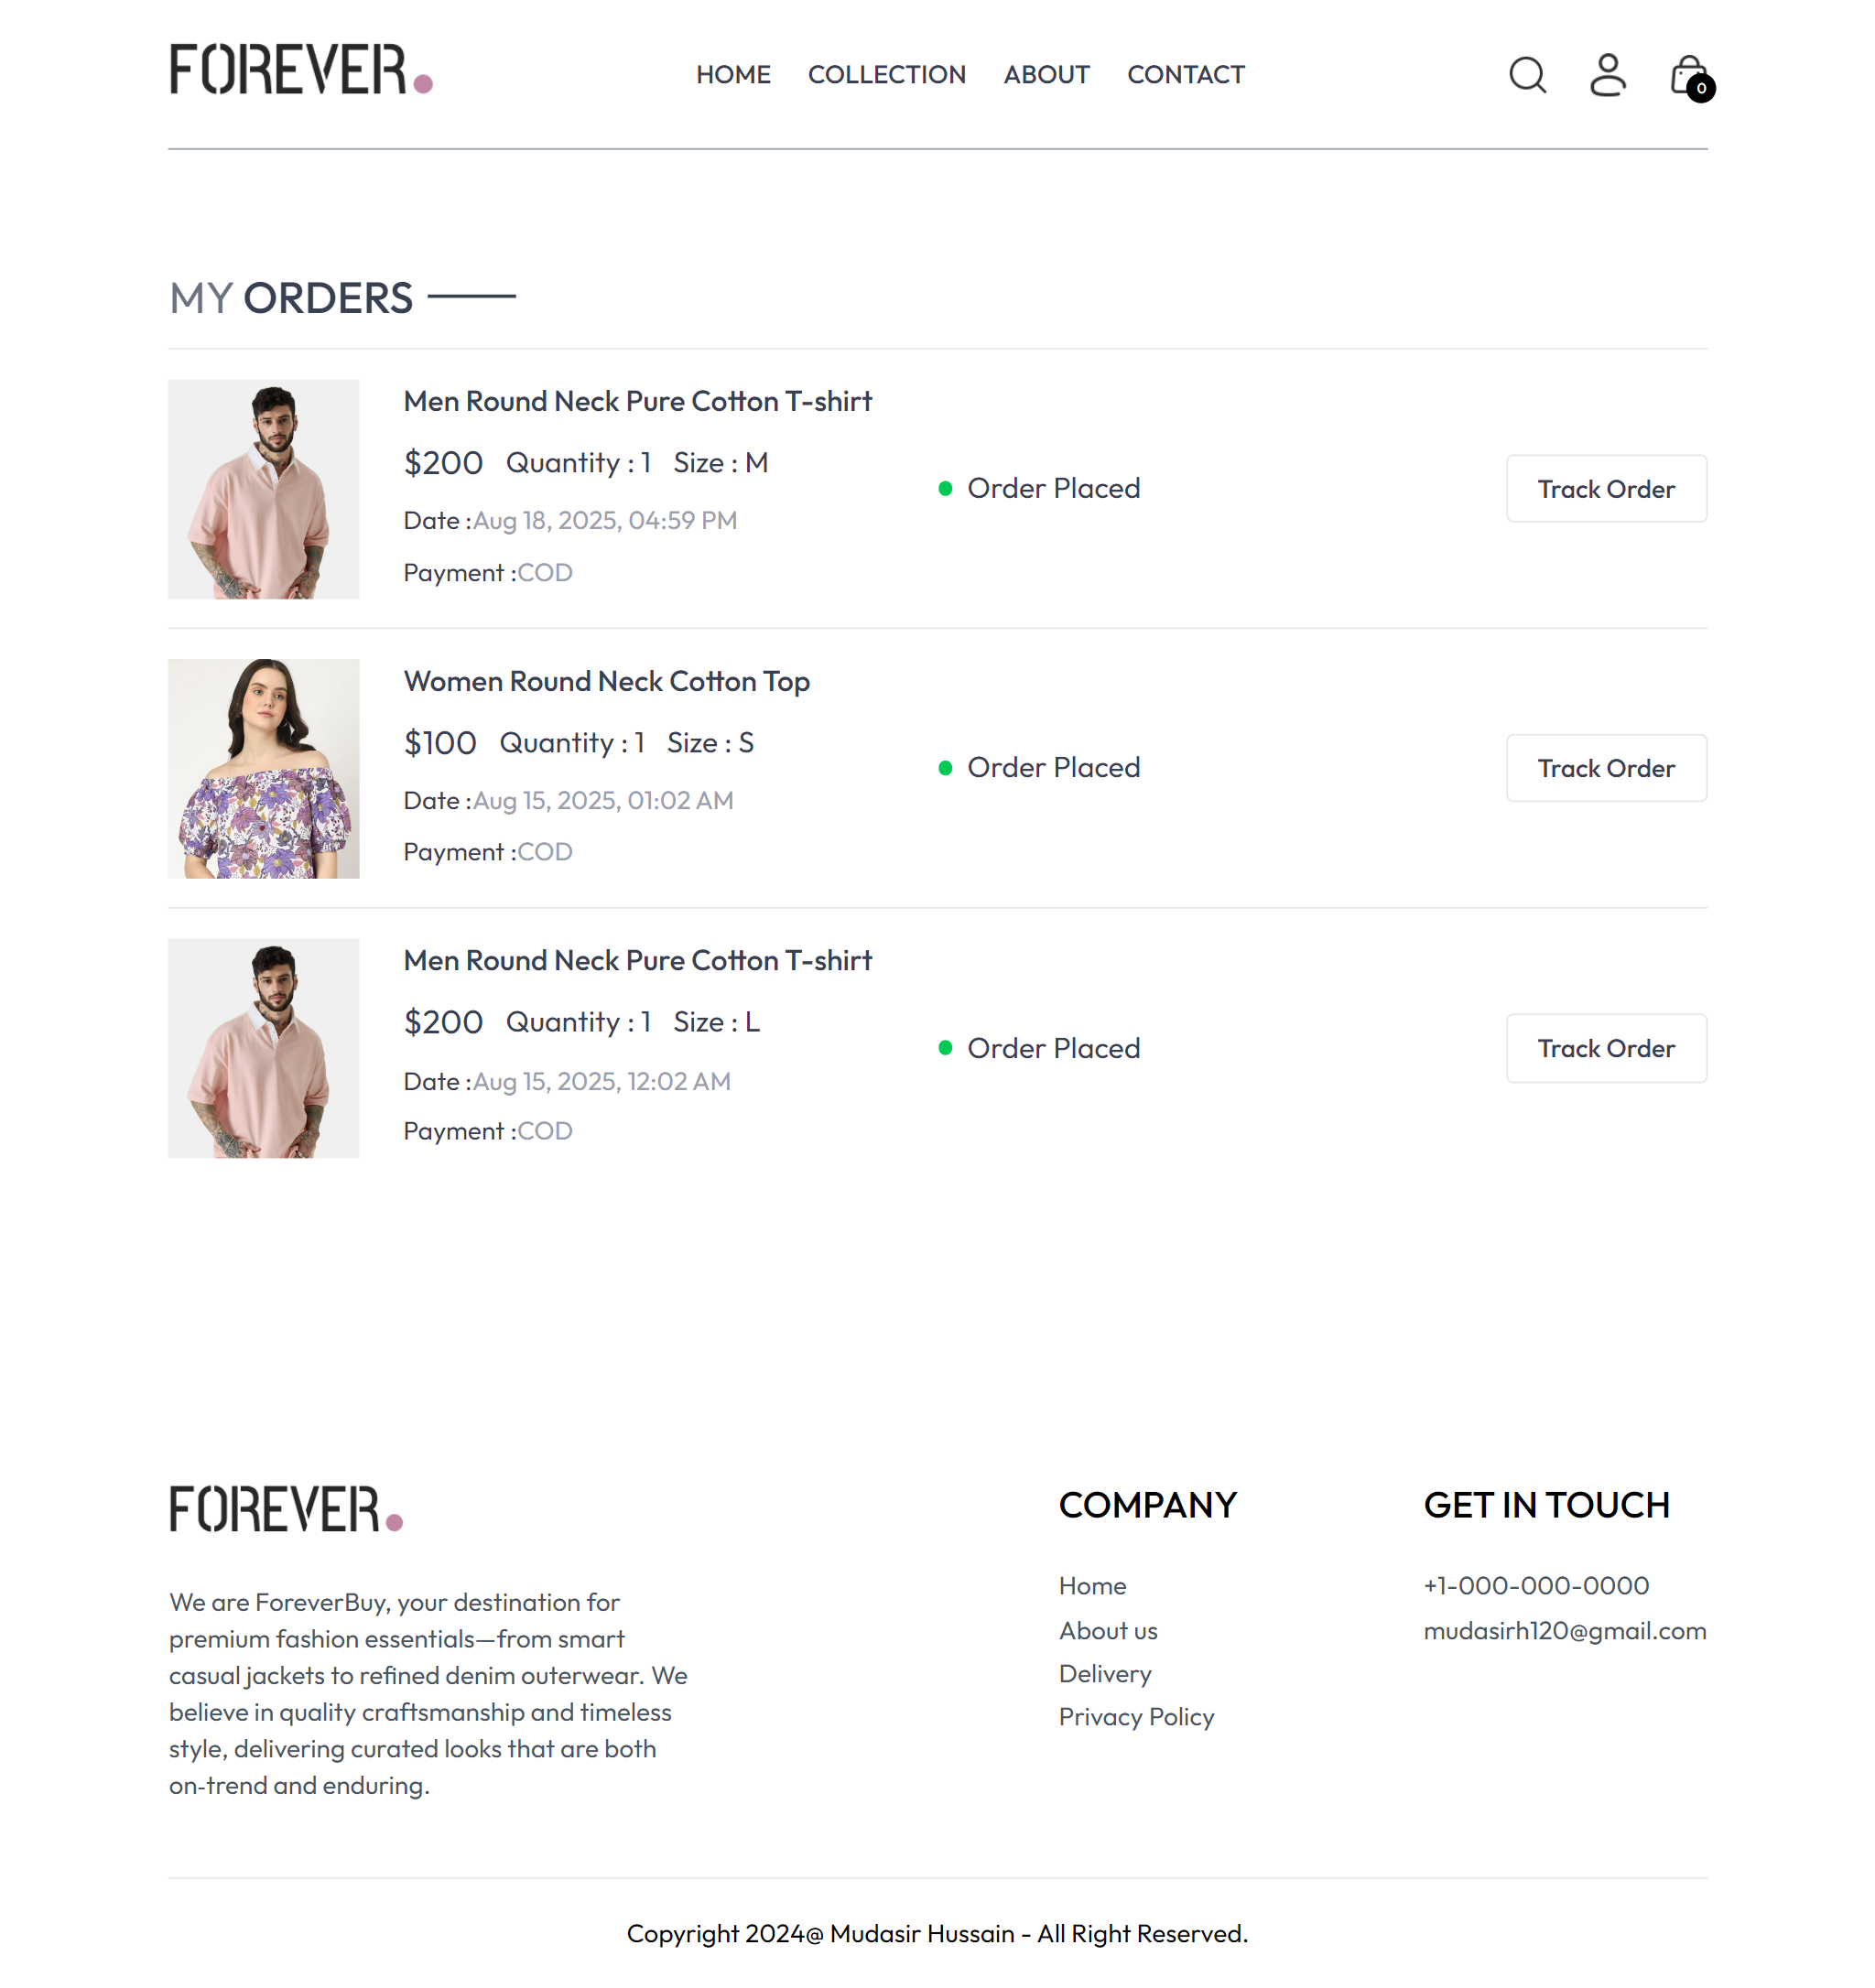 FOREVER.
HOME COLLECTION ABOUT CONTACT
0
MY ORDERS
Men Round Neck Pure Cotton T-shirt
$200 Quantity : 1 Size : M
Date :Aug 18, 2025, 04:59 PM
Payment :COD
Order Placed
Track Order
Women Round Neck Cotton Top
$100 Quantity : 1 Size : S
Date :Aug 15, 2025, 01:02 AM
Payment :COD
Order Placed
Track Order
Men Round Neck Pure Cotton T-shirt
$200 Quantity : 1 Size : L
Date :Aug 15, 2025, 12:02 AM
Payment :COD
Order Placed
Track Order
FOREVER.
We are ForeverBuy, your destination for
premium fashion essentials—from smart
casual jackets to refined denim outerwear. We
believe in quality craftsmanship and timeless
style, delivering curated looks that are both
on-trend and enduring.
COMPANY
Home
About us
Delivery
Privacy Policy
GET IN TOUCH
+1-000-000-0000
mudasirh120@gmail.com
Copyright 2024@ Mudasir Hussain - All Right Reserved.